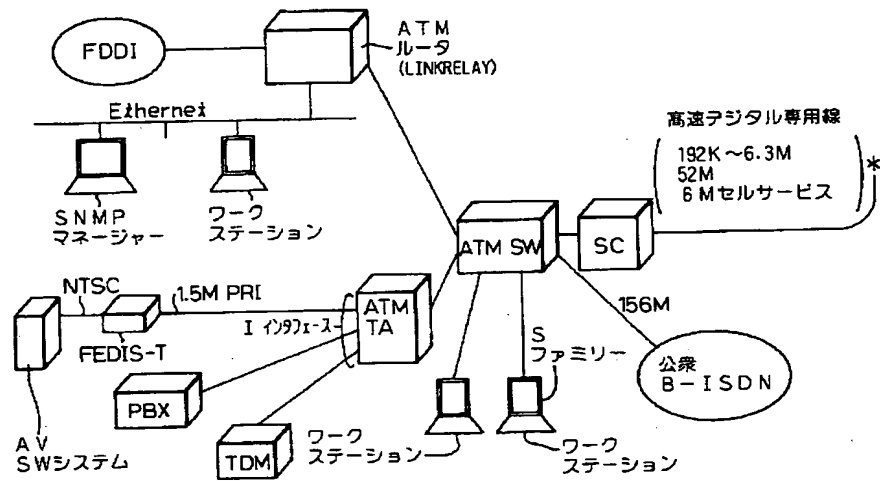 ATM
ルータ
(LINKRELAY)
FDDI
Ethernet
高速デジタル専用線
192K～6.3M
52M
6Mセルサービス
*
SNMP
マネージャー
ワーク
ステーション
ATM SW
SC
NTSC
1.5M PRI
ATM
TA
I インタフェース
156M
FEDIS-T
S
ファミリー
公衆
B-ISDN
PBX
TDM
AV
SWシステム
ワーク
ステーション
ワーク
ステーション